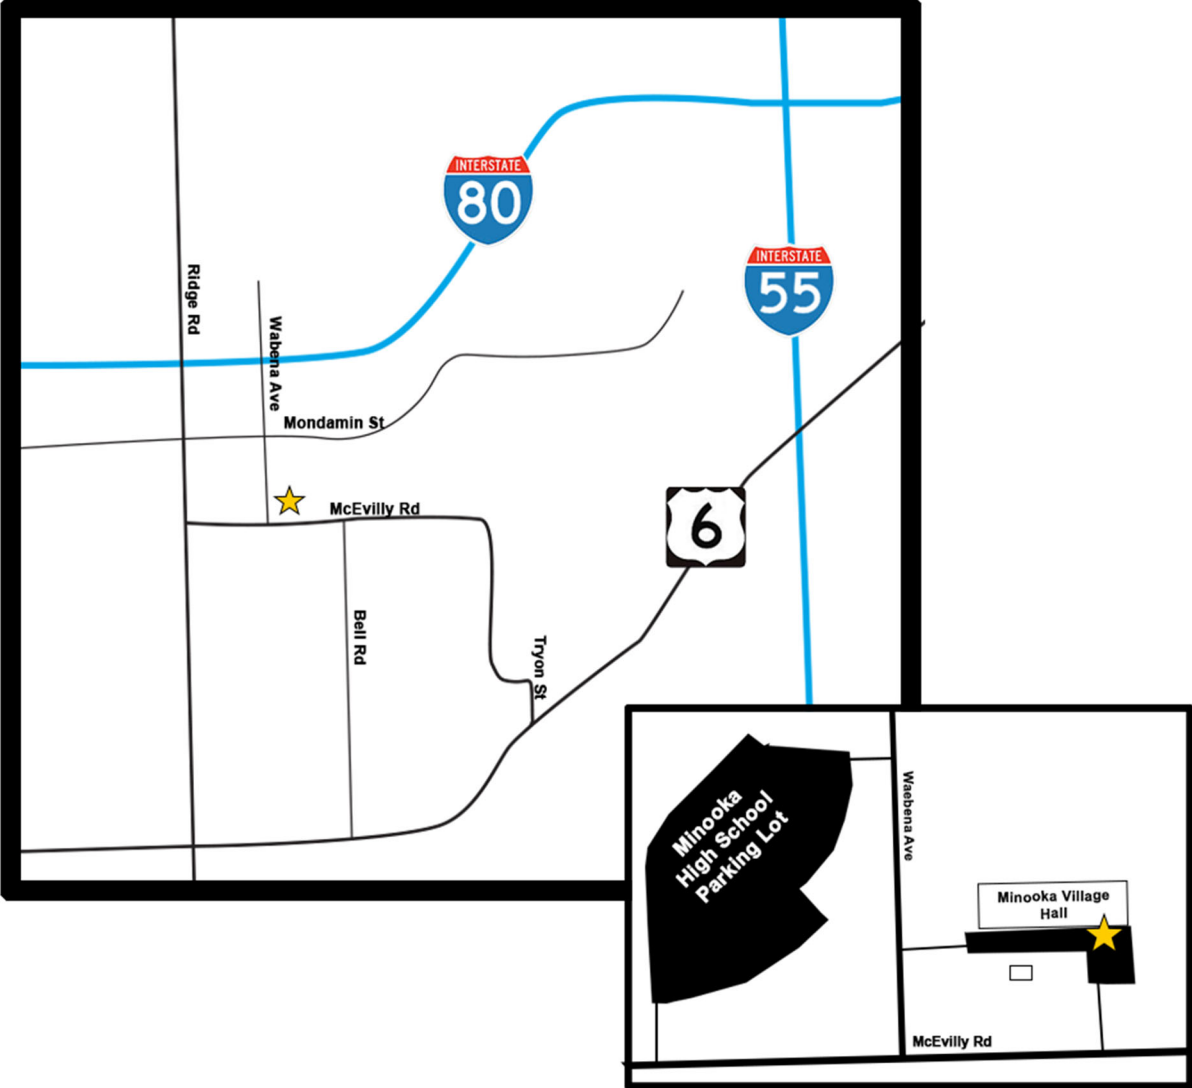 INTERSTATE
80
INTERSTATE
55
Ridge Rd
Wabena Ave
Mondamin St
McEvilly Rd
6
Bell Rd
Tryon St
Minooka
High School
Parking Lot
Waebena Ave
Minooka Village
Hall
McEvilly Rd